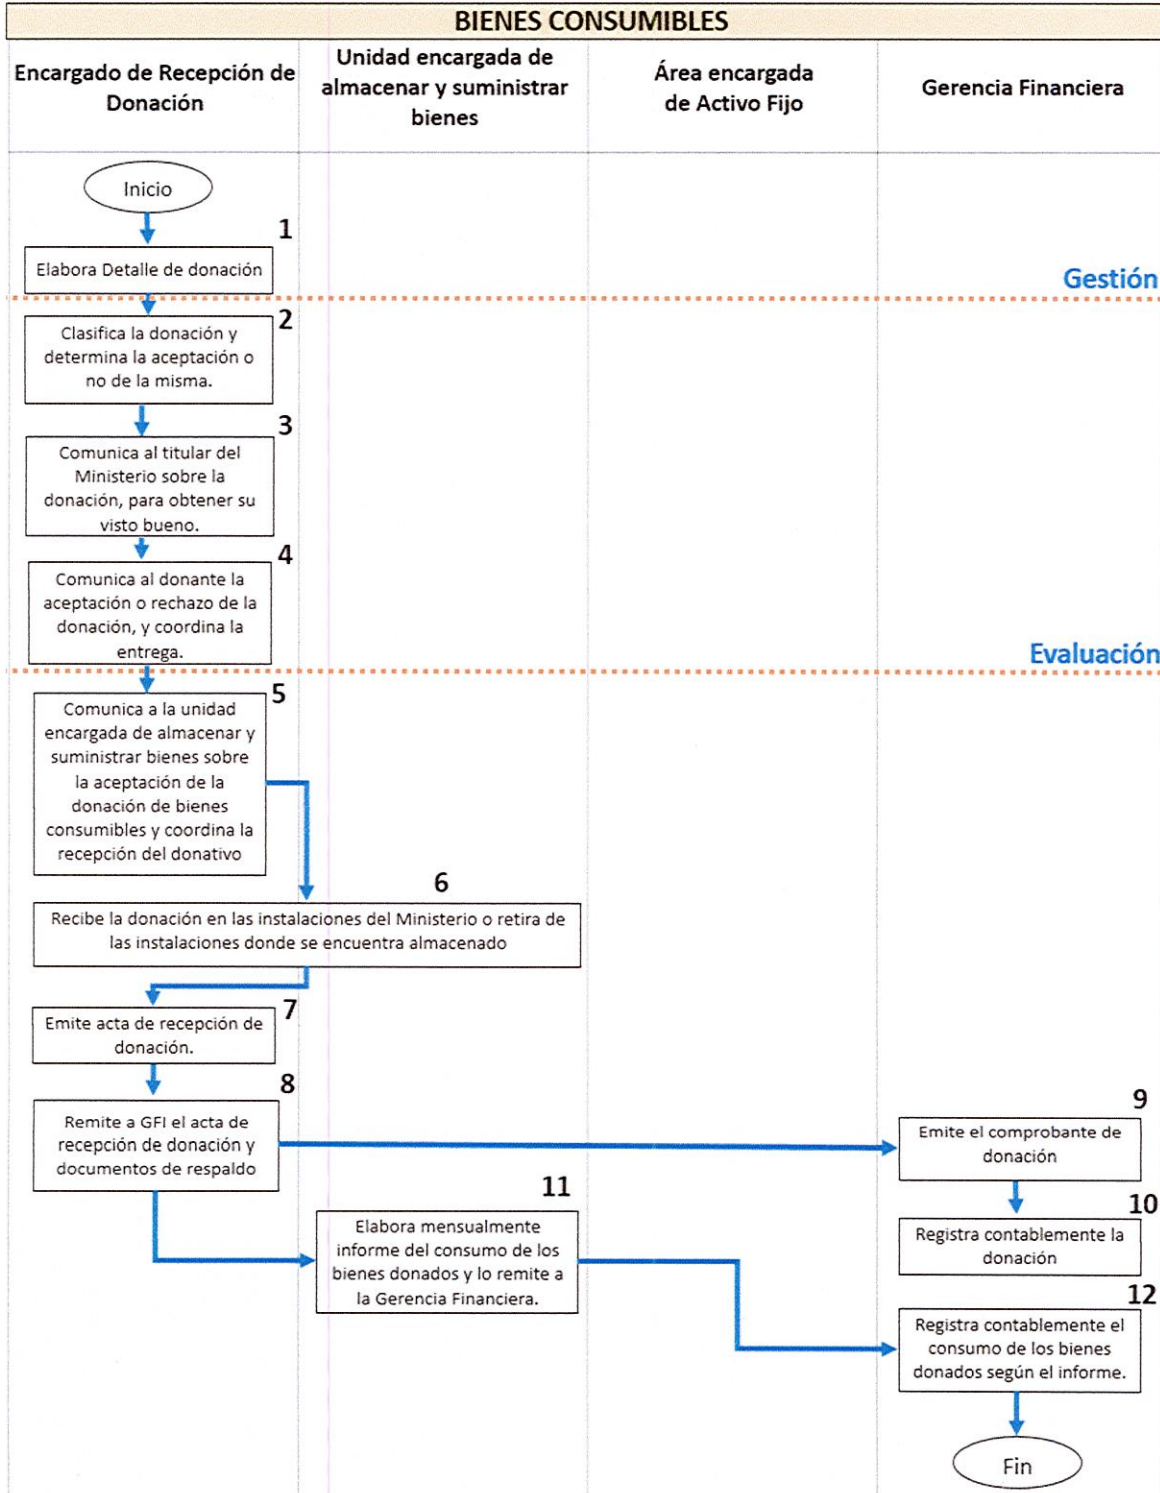 BIENES CONSUMIBLES
Encargado de Recepción de
Donación
Unidad encargada de
almacenar y suministrar
bienes
Área encargada
de Activo Fijo
Gerencia Financiera
Inicio
1
Elabora Detalle de donación
Gestión
2
Clasifica la donación y
determina la aceptación o
no de la misma.
3
Comunica al titular del
Ministerio sobre la
donación, para obtener su
visto bueno.
4
Comunica al donante la
aceptación o rechazo de la
donación, y coordina la
entrega.
Evaluación
5
Comunica a la unidad
encargada de almacenar y
suministrar bienes sobre
la aceptación de la
donación de bienes
consumibles y coordina la
recepción del donativo
6
Recibe la donación en las instalaciones del Ministerio o retira de
las instalaciones donde se encuentra almacenado
7
Emite acta de recepción de
donación.
8
Remite a GFI el acta de
recepción de donación y
documentos de respaldo
9
Emite el comprobante de
donación
10
Registra contablemente la
donación
11
Elabora mensualmente
informe del consumo de los
bienes donados y lo remite a
la Gerencia Financiera.
12
Registra contablemente el
consumo de los bienes
donados según el informe.
Fin